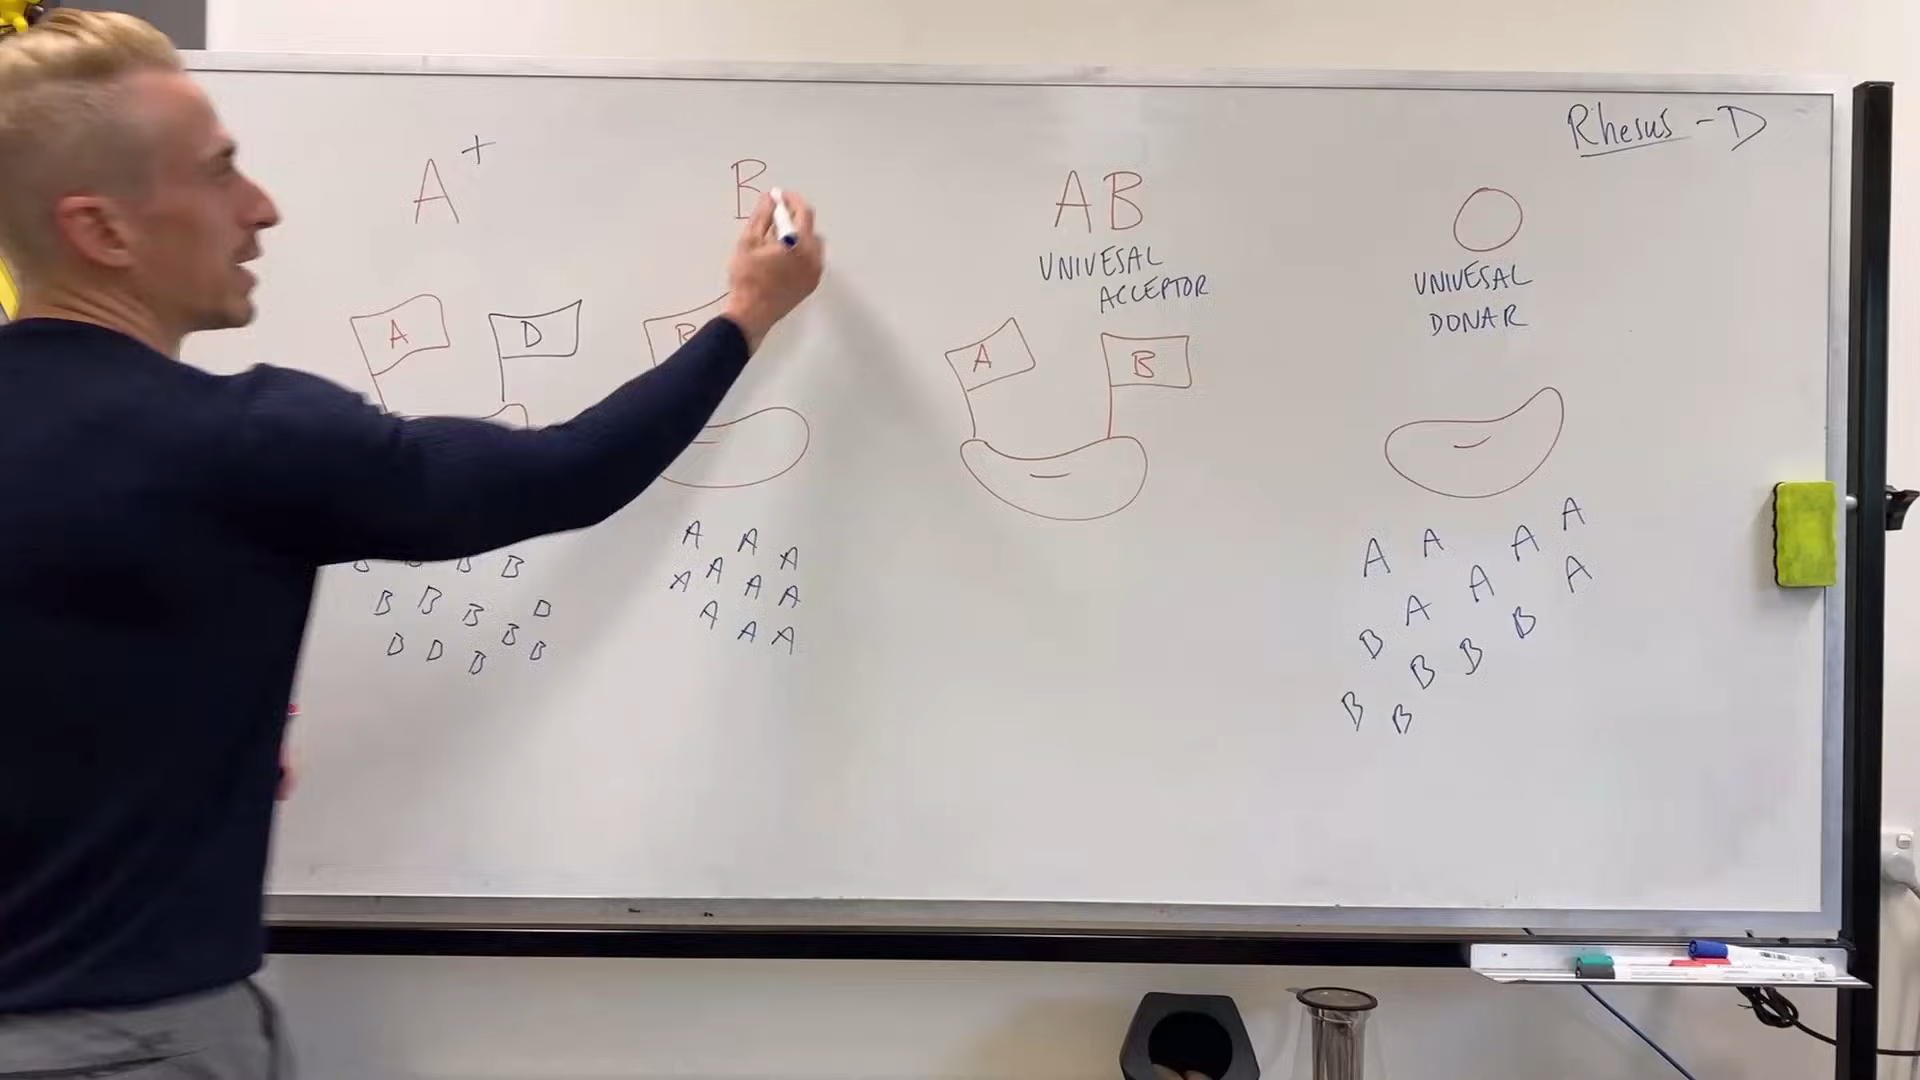 Rhesus - D
A+
B
AB
UNIVESAL
ACCEPTOR
O
UNIVESAL
DONAR
A
D
B
A
B
B B B
B B B D
B D B B B
A A A
A A A A
A A A
A A A A
A A A
B B B B
B B